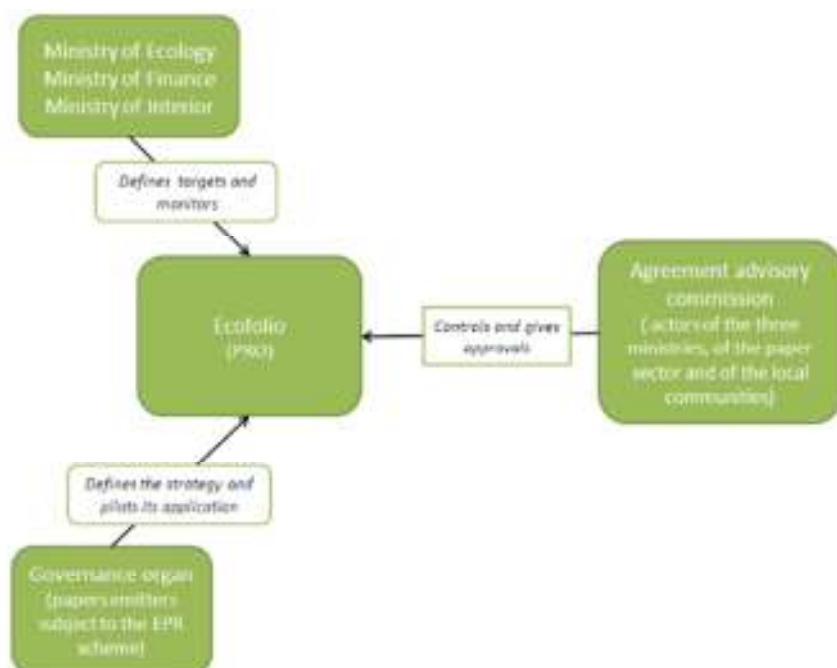 Ministry of Ecology
Ministry of Finance
Ministry of Interior
Defines targets and
monitors
Ecofolio
(PRO)
Controls and gives
approvals
Agreement advisory
commission
( actors of the three
ministries, of the paper
sector and of the local
communities)
Defines the strategy and
pilots its application
Governance organ
(papers emitters
subject to the EPR
scheme)